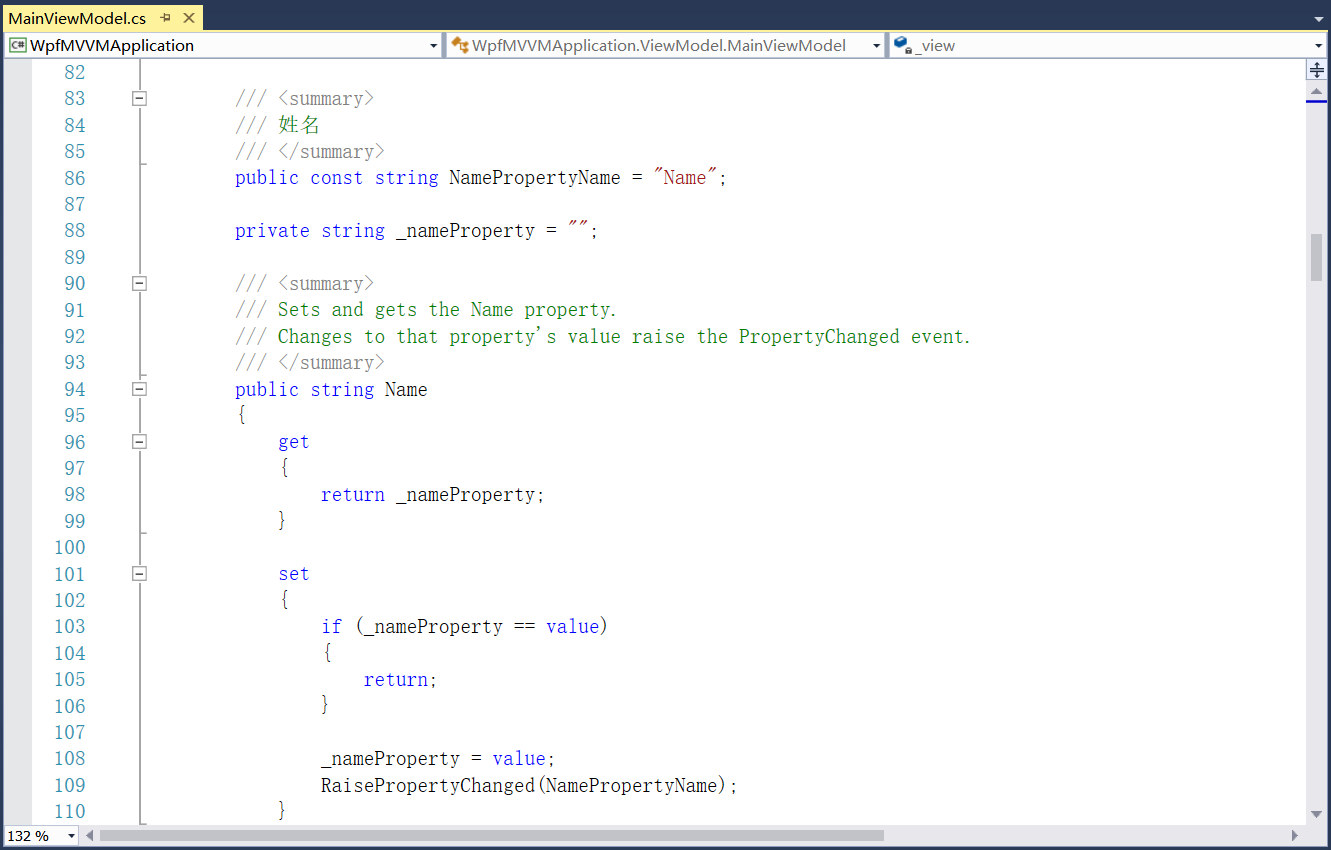 MainViewModel.cs
WpfMVVMApplication WpfMVVMApplication.ViewModel.MainViewModel _view
82
83 /// <summary>
84 /// 姓名
85 /// </summary>
86 public const string NamePropertyName = "Name";
87
88 private string _nameProperty = "";
89
90 /// <summary>
91 /// Sets and gets the Name property.
92 /// Changes to that property's value raise the PropertyChanged event.
93 /// </summary>
94 public string Name
95 {
96 get
97 {
98 return _nameProperty;
99 }
100
101 set
102 {
103 if (_nameProperty == value)
104 {
105 return;
106 }
107
108 _nameProperty = value;
109 RaisePropertyChanged(NamePropertyName);
110 }
132 %